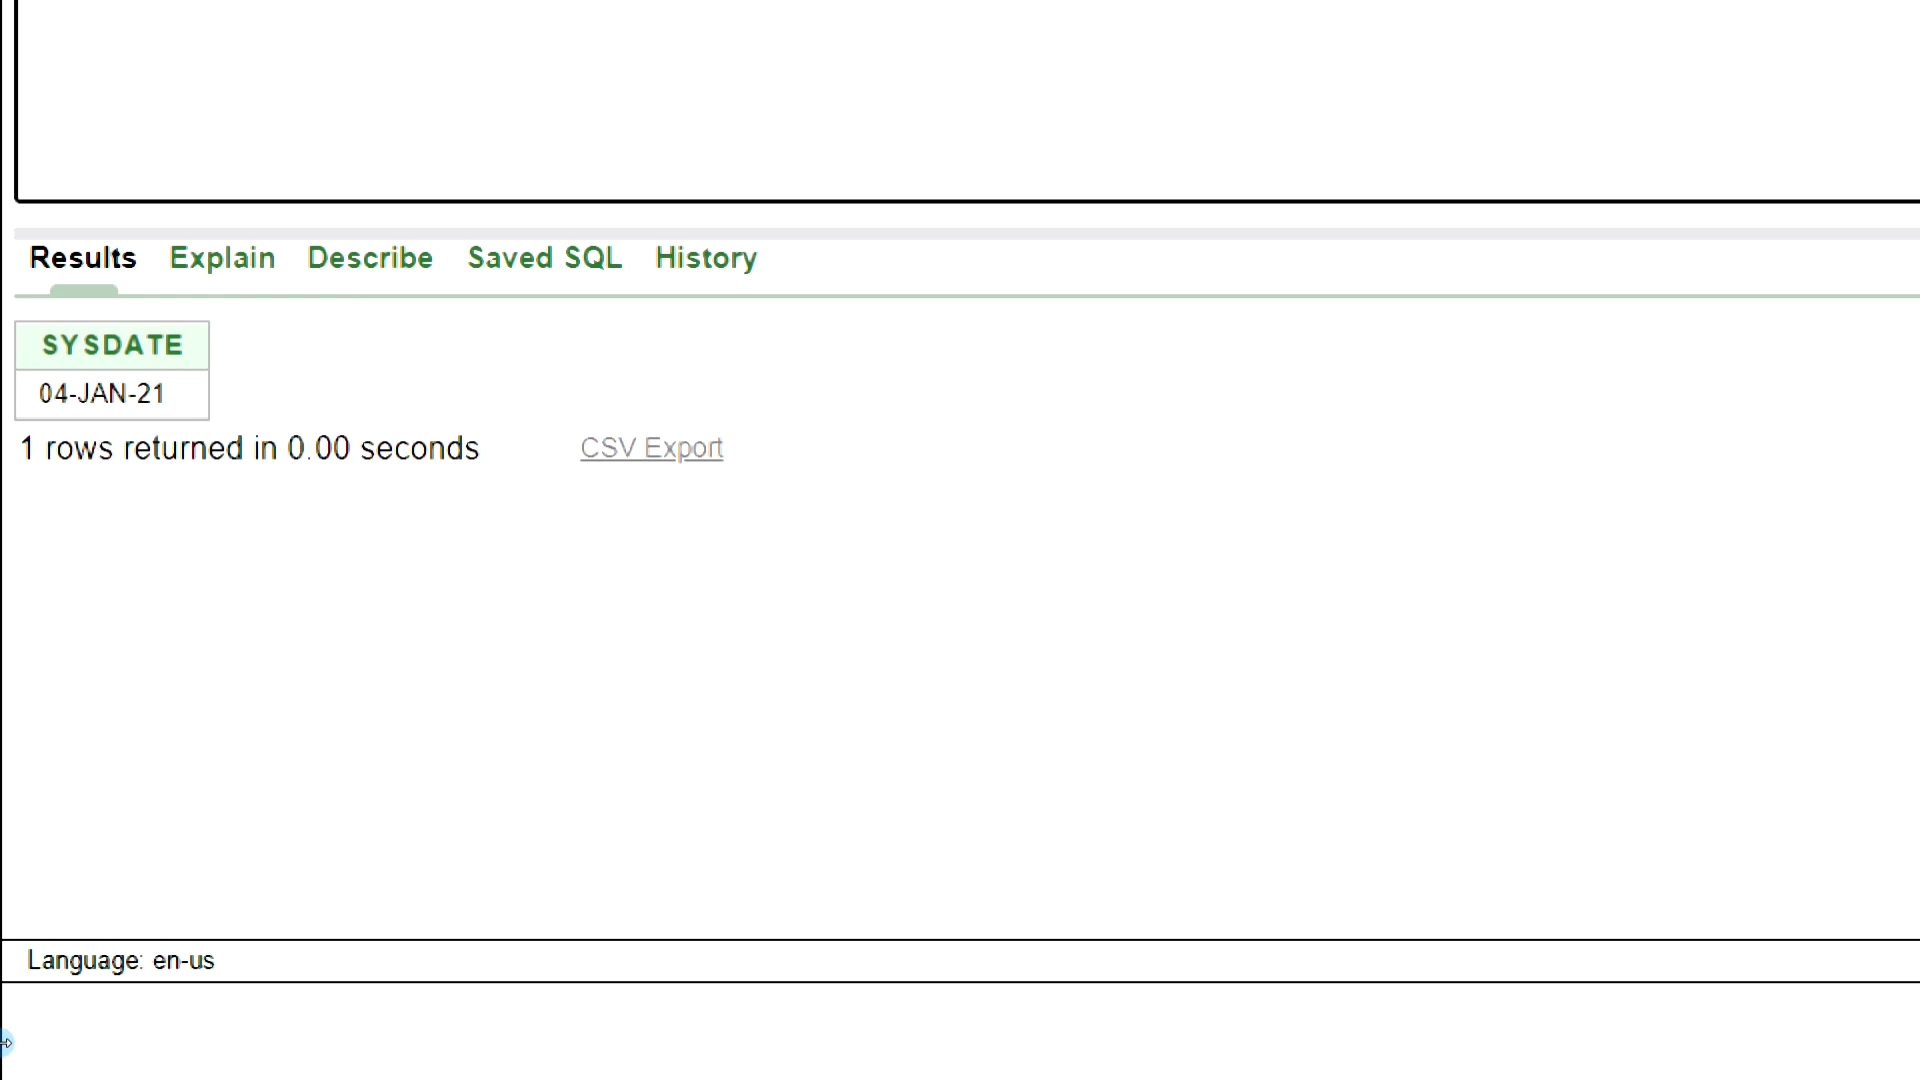 Results Explain Describe Saved SQL History
SYSDATE
04-JAN-21
1 rows returned in 0.00 seconds CSV Export
Language: en-us